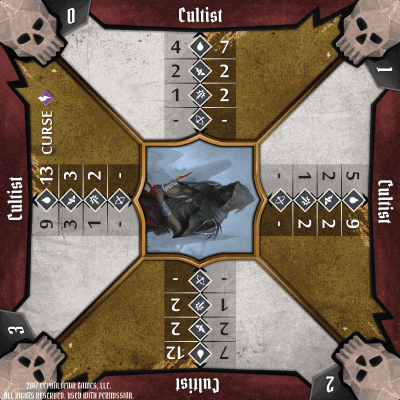 0
Cultist
4 7
2 2
1 2
- -
1
Cultist
5 9
2 2
1 2
- -
2
Cultist
7 12
2 2
1 2
- -
3
Cultist
9 13 CURSE
3 3
1 2
- -
2017 CEPHALOFAIR GAMES, LLC.
ALL RIGHTS RESERVED. USED WITH PERMISSION.